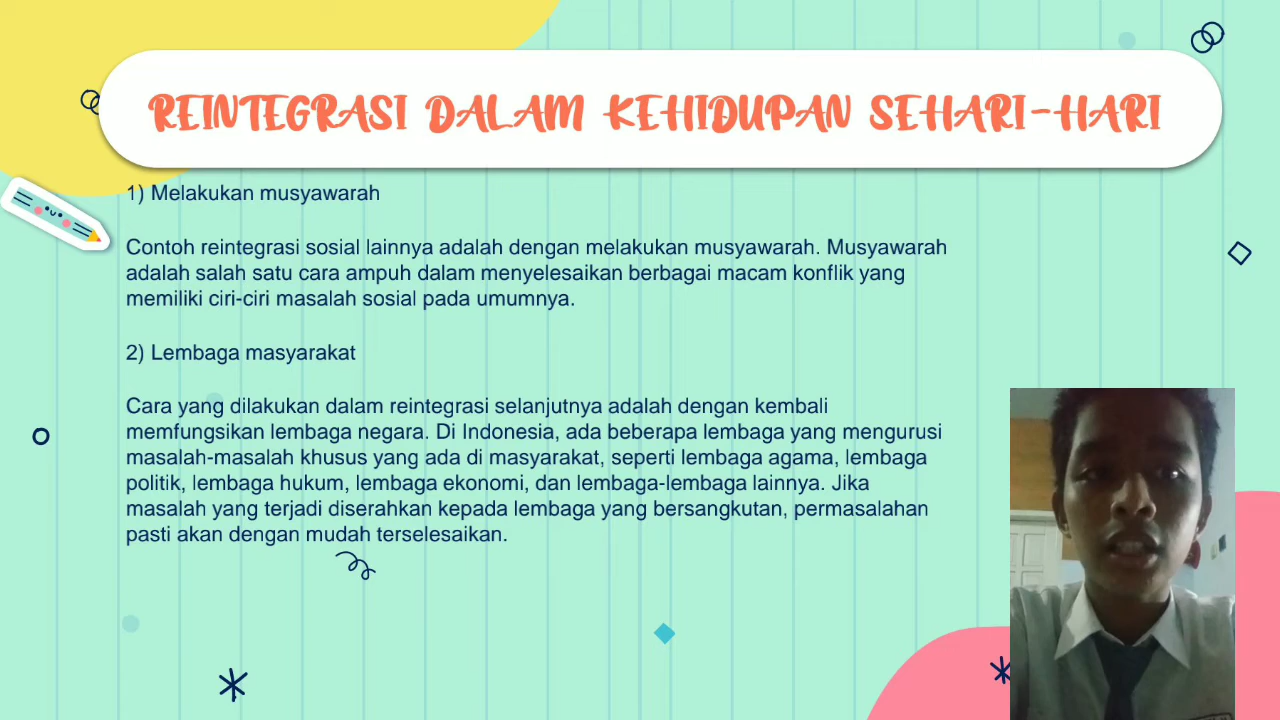 REINTEGRASI DALAM KEHIDUPAN SEHARI-HARI
1) Melakukan musyawarah
Contoh reintegrasi sosial lainnya adalah dengan melakukan musyawarah. Musyawarah
adalah salah satu cara ampuh dalam menyelesaikan berbagai macam konflik yang
memiliki ciri-ciri masalah sosial pada umumnya.
2) Lembaga masyarakat
Cara yang dilakukan dalam reintegrasi selanjutnya adalah dengan kembali
memfungsikan lembaga negara. Di Indonesia, ada beberapa lembaga yang mengurusi
masalah-masalah khusus yang ada di masyarakat, seperti lembaga agama, lembaga
politik, lembaga hukum, lembaga ekonomi, dan lembaga-lembaga lainnya. Jika
masalah yang terjadi diserahkan kepada lembaga yang bersangkutan, permasalahan
pasti akan dengan mudah terselesaikan.